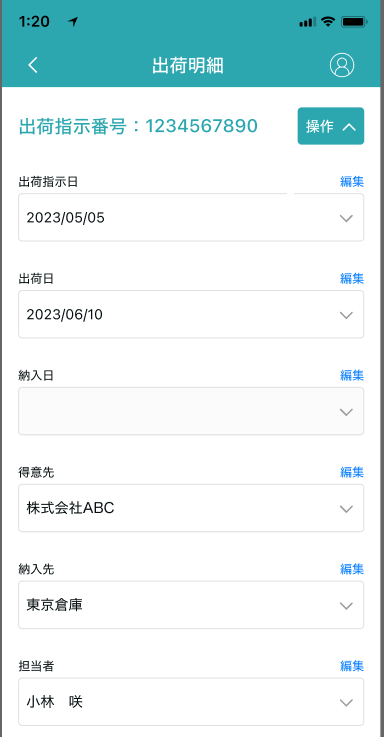 1:20
出荷明細
出荷指示番号：1234567890
操作
出荷指示日 編集
2023/05/05
出荷日 編集
2023/06/10
納入日 編集
得意先 編集
株式会社ABC
納入先 編集
東京倉庫
担当者 編集
小林　咲